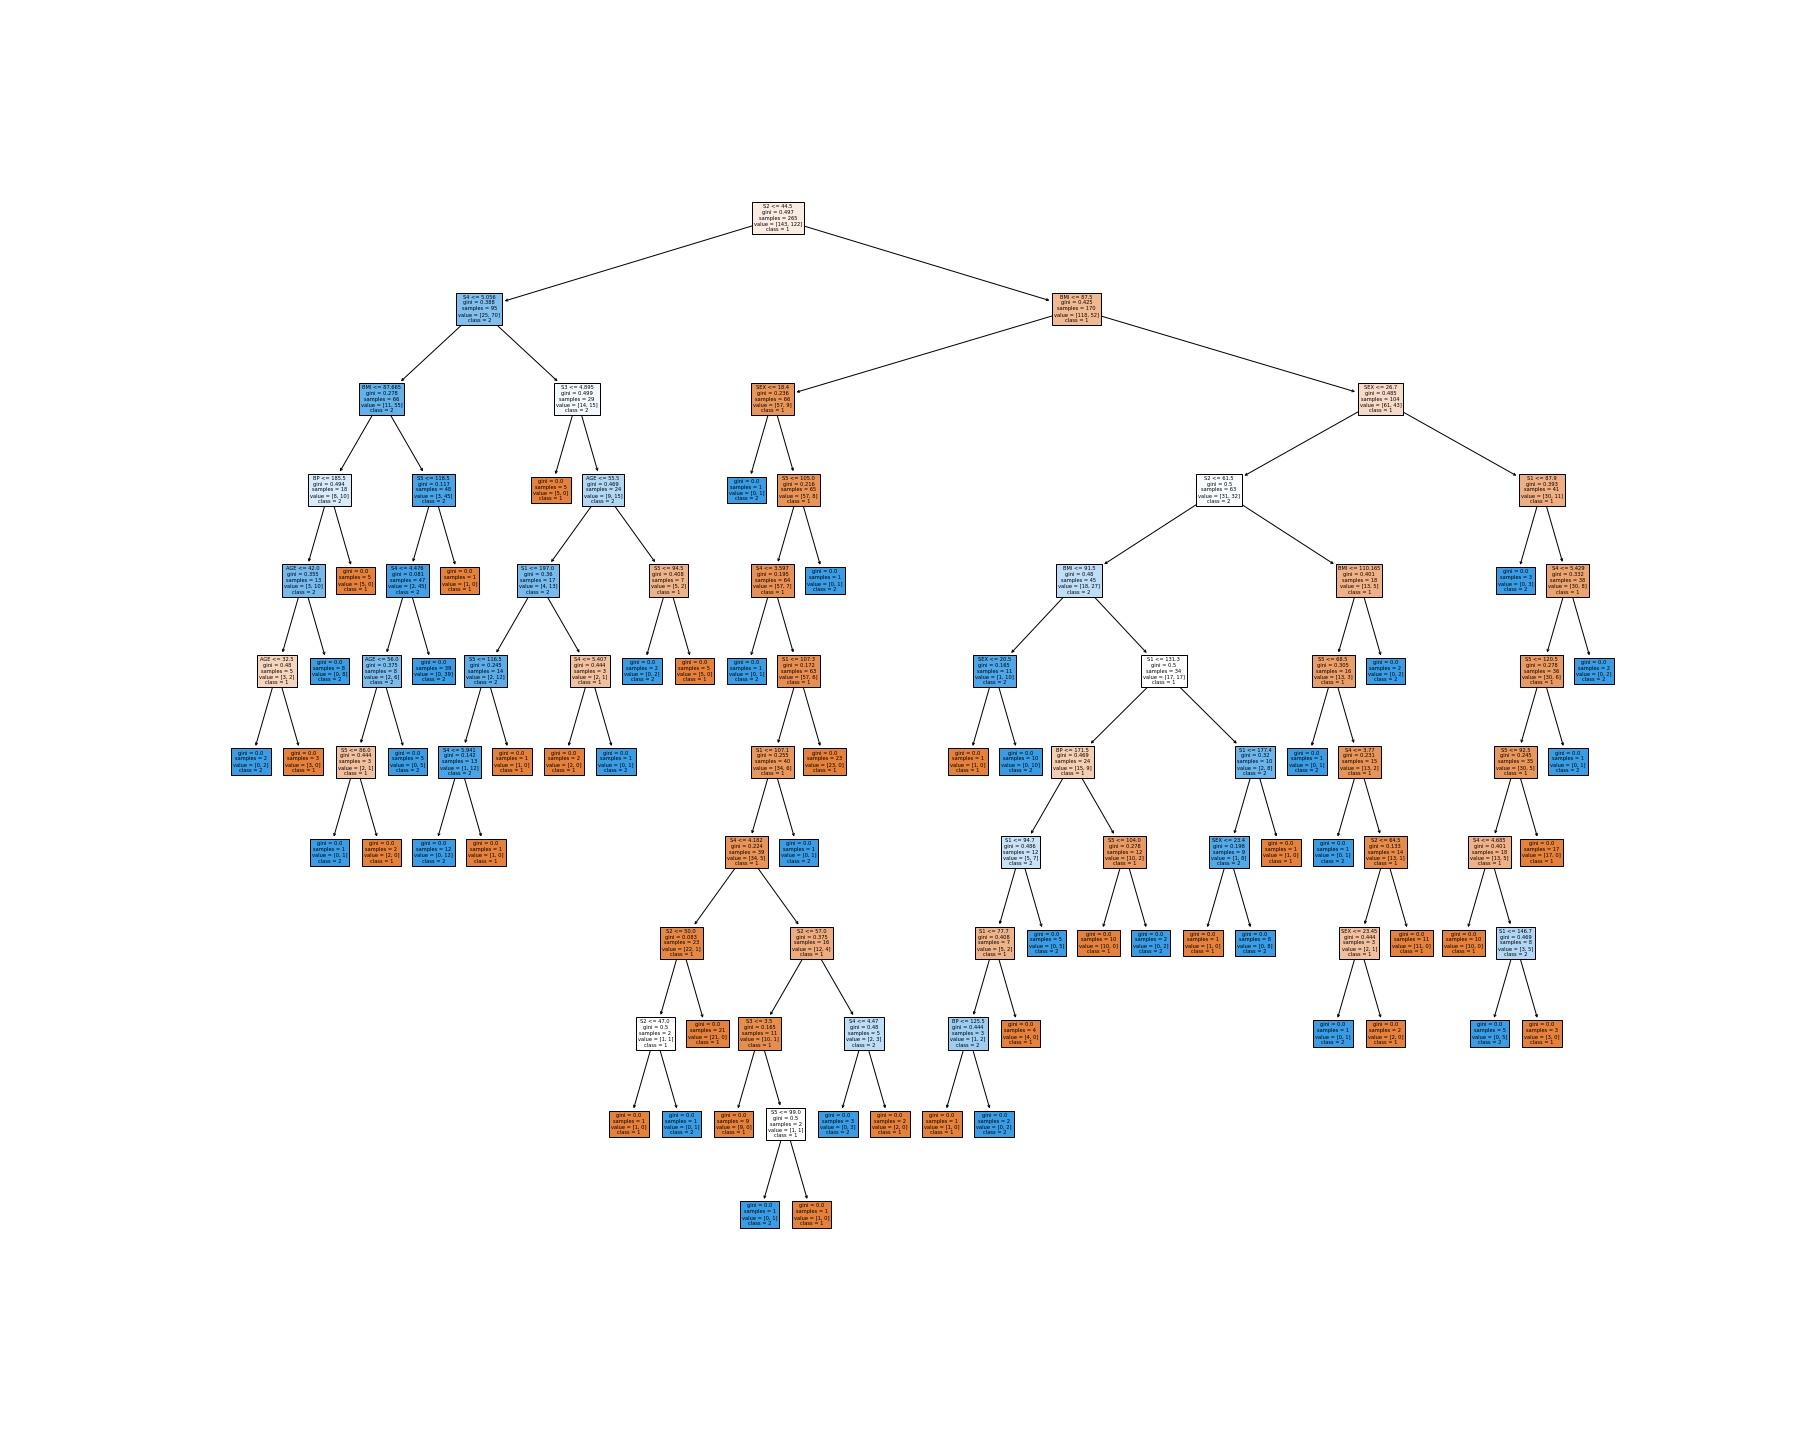 S2 <= 44.5
gini = 0.497
samples = 265
value = [143, 122]
class = 1
S4 <= 5.056
gini = 0.388
samples = 95
value = [25, 70]
class = 2
BMI <= 87.5
gini = 0.425
samples = 170
value = [118, 52]
class = 1
BMI <= 87.665
gini = 0.278
samples = 66
value = [11, 55]
class = 2
S3 <= 4.895
gini = 0.499
samples = 29
value = [14, 15]
class = 2
SEX <= 18.4
gini = 0.236
samples = 66
value = [57, 9]
class = 1
SEX <= 26.7
gini = 0.485
samples = 104
value = [61, 43]
class = 1
BP <= 185.5
gini = 0.494
samples = 18
value = [8, 10]
class = 2
S5 <= 118.5
gini = 0.117
samples = 48
value = [3, 45]
class = 2
gini = 0.0
samples = 5
value = [5, 0]
class = 1
AGE <= 55.5
gini = 0.469
samples = 24
value = [9, 15]
class = 2
gini = 0.0
samples = 1
value = [0, 1]
class = 2
S5 <= 105.0
gini = 0.216
samples = 65
value = [57, 8]
class = 1
S2 <= 61.5
gini = 0.5
samples = 63
value = [31, 32]
class = 2
S1 <= 87.9
gini = 0.393
samples = 41
value = [30, 11]
class = 1
AGE <= 42.0
gini = 0.355
samples = 13
value = [3, 10]
class = 2
gini = 0.0
samples = 5
value = [5, 0]
class = 1
S4 <= 4.476
gini = 0.081
samples = 47
value = [2, 45]
class = 2
gini = 0.0
samples = 1
value = [1, 0]
class = 1
S1 <= 197.0
gini = 0.36
samples = 17
value = [4, 13]
class = 2
S5 <= 94.5
gini = 0.408
samples = 7
value = [5, 2]
class = 1
S4 <= 3.597
gini = 0.195
samples = 64
value = [57, 7]
class = 1
gini = 0.0
samples = 1
value = [0, 1]
class = 2
BMI <= 91.5
gini = 0.48
samples = 45
value = [18, 27]
class = 2
BMI <= 110.165
gini = 0.401
samples = 18
value = [13, 5]
class = 1
gini = 0.0
samples = 3
value = [0, 3]
class = 2
S4 <= 5.429
gini = 0.332
samples = 38
value = [30, 8]
class = 1
AGE <= 32.5
gini = 0.48
samples = 5
value = [3, 2]
class = 1
gini = 0.0
samples = 8
value = [0, 8]
class = 2
AGE <= 56.0
gini = 0.375
samples = 8
value = [2, 6]
class = 2
gini = 0.0
samples = 39
value = [0, 39]
class = 2
S5 <= 116.5
gini = 0.245
samples = 14
value = [2, 12]
class = 2
S4 <= 5.407
gini = 0.444
samples = 3
value = [2, 1]
class = 1
gini = 0.0
samples = 2
value = [0, 2]
class = 2
gini = 0.0
samples = 5
value = [5, 0]
class = 1
gini = 0.0
samples = 1
value = [0, 1]
class = 2
S1 <= 107.3
gini = 0.172
samples = 63
value = [57, 6]
class = 1
SEX <= 20.5
gini = 0.165
samples = 11
value = [1, 10]
class = 2
S1 <= 131.3
gini = 0.5
samples = 34
value = [17, 17]
class = 1
S5 <= 68.5
gini = 0.305
samples = 16
value = [13, 3]
class = 1
gini = 0.0
samples = 2
value = [0, 2]
class = 2
S5 <= 120.5
gini = 0.278
samples = 36
value = [30, 6]
class = 1
gini = 0.0
samples = 2
value = [0, 2]
class = 2
gini = 0.0
samples = 2
value = [0, 2]
class = 2
gini = 0.0
samples = 3
value = [3, 0]
class = 1
S5 <= 86.0
gini = 0.444
samples = 3
value = [2, 1]
class = 1
gini = 0.0
samples = 5
value = [0, 5]
class = 2
S4 <= 5.941
gini = 0.142
samples = 13
value = [1, 12]
class = 2
gini = 0.0
samples = 1
value = [1, 0]
class = 1
gini = 0.0
samples = 2
value = [2, 0]
class = 1
gini = 0.0
samples = 1
value = [0, 1]
class = 2
S1 <= 107.1
gini = 0.255
samples = 40
value = [34, 6]
class = 1
gini = 0.0
samples = 23
value = [23, 0]
class = 1
gini = 0.0
samples = 1
value = [1, 0]
class = 1
gini = 0.0
samples = 10
value = [0, 10]
class = 2
BP <= 171.5
gini = 0.469
samples = 24
value = [15, 9]
class = 1
S1 <= 177.4
gini = 0.32
samples = 10
value = [2, 8]
class = 2
gini = 0.0
samples = 1
value = [0, 1]
class = 2
S4 <= 3.77
gini = 0.231
samples = 15
value = [13, 2]
class = 1
S5 <= 92.5
gini = 0.245
samples = 35
value = [30, 5]
class = 1
gini = 0.0
samples = 1
value = [0, 1]
class = 2
gini = 0.0
samples = 1
value = [0, 1]
class = 2
gini = 0.0
samples = 2
value = [2, 0]
class = 1
gini = 0.0
samples = 12
value = [0, 12]
class = 2
gini = 0.0
samples = 1
value = [1, 0]
class = 1
S4 <= 4.182
gini = 0.224
samples = 39
value = [34, 5]
class = 1
gini = 0.0
samples = 1
value = [0, 1]
class = 2
S1 <= 94.7
gini = 0.486
samples = 12
value = [5, 7]
class = 2
S5 <= 104.0
gini = 0.278
samples = 12
value = [10, 2]
class = 1
SEX <= 23.4
gini = 0.198
samples = 9
value = [1, 8]
class = 2
gini = 0.0
samples = 1
value = [1, 0]
class = 1
gini = 0.0
samples = 1
value = [0, 1]
class = 2
S2 <= 64.5
gini = 0.133
samples = 14
value = [13, 1]
class = 1
S4 <= 4.685
gini = 0.401
samples = 18
value = [13, 5]
class = 1
gini = 0.0
samples = 17
value = [17, 0]
class = 1
S2 <= 50.0
gini = 0.083
samples = 23
value = [22, 1]
class = 1
S2 <= 57.0
gini = 0.375
samples = 16
value = [12, 4]
class = 1
S1 <= 77.7
gini = 0.408
samples = 7
value = [5, 2]
class = 1
gini = 0.0
samples = 5
value = [0, 5]
class = 2
gini = 0.0
samples = 10
value = [10, 0]
class = 1
gini = 0.0
samples = 2
value = [0, 2]
class = 2
gini = 0.0
samples = 1
value = [1, 0]
class = 1
gini = 0.0
samples = 8
value = [0, 8]
class = 2
SEX <= 23.45
gini = 0.444
samples = 3
value = [2, 1]
class = 1
gini = 0.0
samples = 11
value = [11, 0]
class = 1
gini = 0.0
samples = 10
value = [10, 0]
class = 1
S1 <= 146.7
gini = 0.469
samples = 8
value = [3, 5]
class = 2
S2 <= 47.0
gini = 0.5
samples = 2
value = [1, 1]
class = 1
gini = 0.0
samples = 21
value = [21, 0]
class = 1
S3 <= 3.5
gini = 0.165
samples = 11
value = [10, 1]
class = 1
S4 <= 4.47
gini = 0.48
samples = 5
value = [2, 3]
class = 2
BP <= 125.5
gini = 0.444
samples = 3
value = [1, 2]
class = 2
gini = 0.0
samples = 4
value = [4, 0]
class = 1
gini = 0.0
samples = 1
value = [0, 1]
class = 2
gini = 0.0
samples = 2
value = [2, 0]
class = 1
gini = 0.0
samples = 5
value = [0, 5]
class = 2
gini = 0.0
samples = 3
value = [3, 0]
class = 1
gini = 0.0
samples = 1
value = [1, 0]
class = 1
gini = 0.0
samples = 1
value = [0, 1]
class = 2
gini = 0.0
samples = 9
value = [9, 0]
class = 1
S5 <= 99.0
gini = 0.5
samples = 2
value = [1, 1]
class = 1
gini = 0.0
samples = 3
value = [0, 3]
class = 2
gini = 0.0
samples = 2
value = [2, 0]
class = 1
gini = 0.0
samples = 1
value = [1, 0]
class = 1
gini = 0.0
samples = 2
value = [0, 2]
class = 2
gini = 0.0
samples = 1
value = [0, 1]
class = 2
gini = 0.0
samples = 1
value = [1, 0]
class = 1